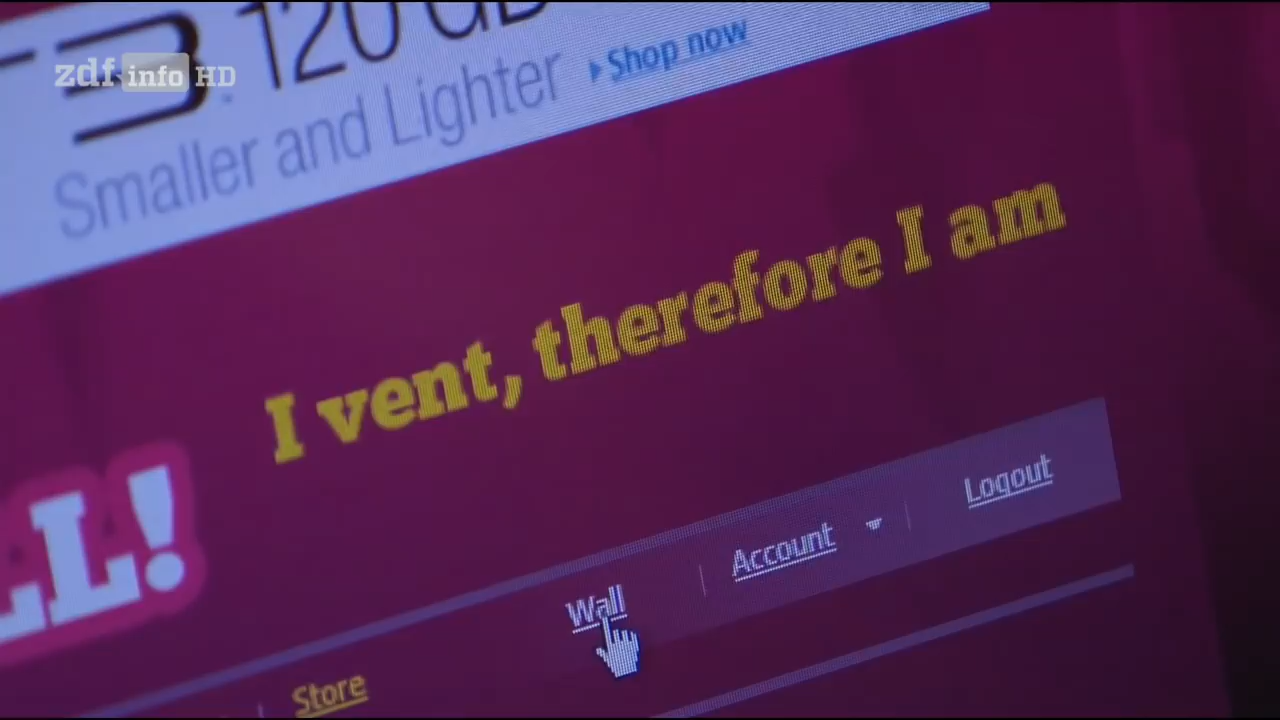 120 GB
zdf info HD
Smaller and Lighter
Shop now
I vent, therefore I am
LL!
Logout
Account
Wall
Store